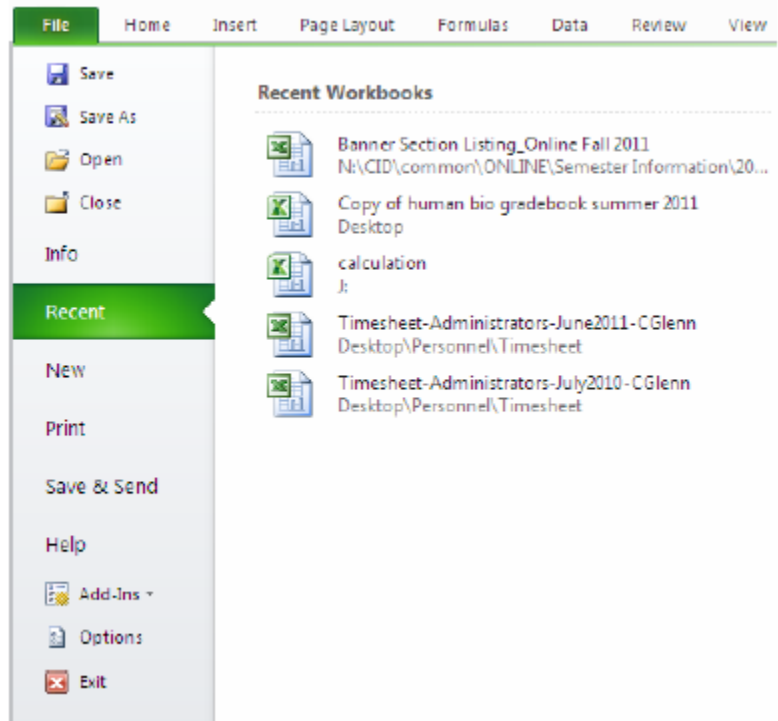 File Home Insert Page Layout Formulas Data Review View
Save
Save As
Open
Close
Info
Recent
New
Print
Save & Send
Help
Add-Ins
Options
Exit
Recent Workbooks
Banner Section Listing_Online Fall 2011
N:\CID\common\ONLINE\Semester Information\20...
Copy of human bio gradebook summer 2011
Desktop
calculation
J:
Timesheet-Administrators-June2011-CGlenn
Desktop\Personnel\Timesheet
Timesheet-Administrators-July2010-CGlenn
Desktop\Personnel\Timesheet